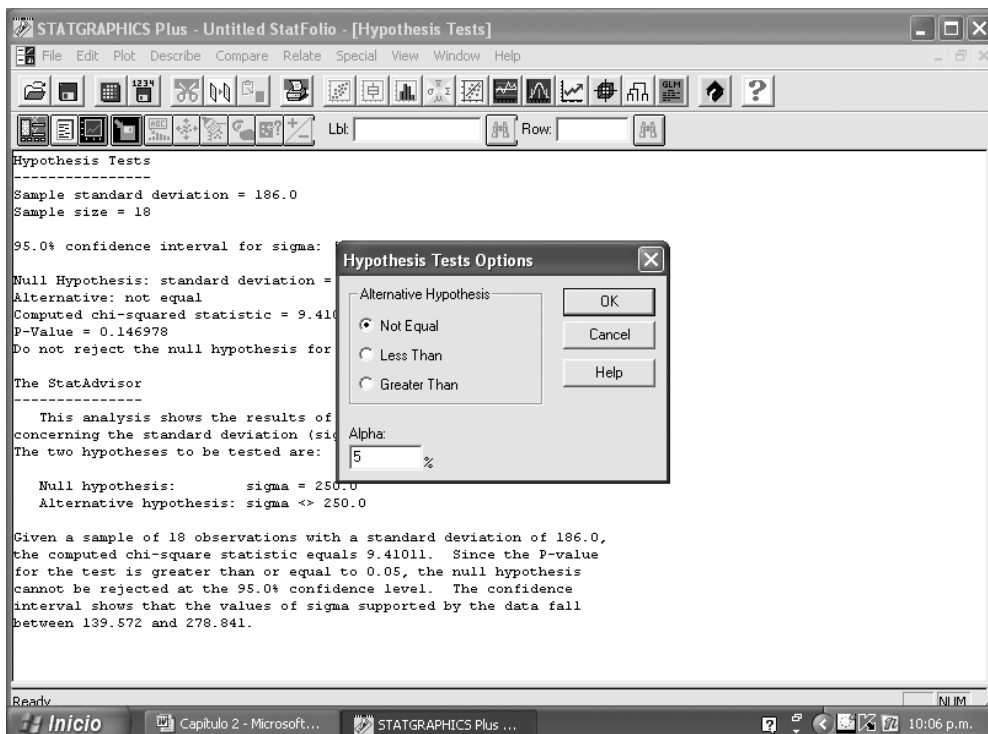 STATGRAPHICS Plus - Untitled StatFolio - [Hypothesis Tests]
File Edit Plot Describe Compare Relate Special View Window Help
1234
GLM
Lbl:
Row:
Hypothesis Tests
----------------
Sample standard deviation = 186.0
Sample size = 18
95.0% confidence interval for sigma:
Null Hypothesis: standard deviation =
Alternative: not equal
Computed chi-squared statistic = 9.410
P-Value = 0.146978
Do not reject the null hypothesis for
The StatAdvisor
---------------
This analysis shows the results of
concerning the standard deviation (sig
The two hypotheses to be tested are:
Null hypothesis: sigma = 250.0
Alternative hypothesis: sigma <> 250.0
Given a sample of 18 observations with a standard deviation of 186.0,
the computed chi-square statistic equals 9.41011. Since the P-value
for the test is greater than or equal to 0.05, the null hypothesis
cannot be rejected at the 95.0% confidence level. The confidence
interval shows that the values of sigma supported by the data fall
between 139.572 and 278.841.
Hypothesis Tests Options
Alternative Hypothesis
Not Equal
Less Than
Greater Than
OK
Cancel
Help
Alpha:
5 %
Ready
NUM
Inicio
Capítulo 2 - Microsoft...
STATGRAPHICS Plus ...
10:06 p.m.